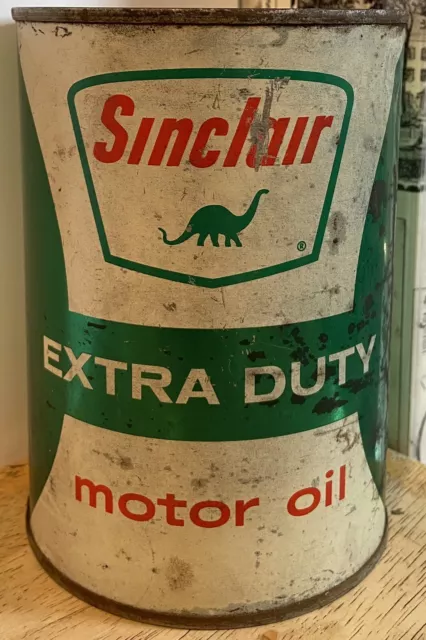 Sinclair
®
EXTRA DUTY
motor oil